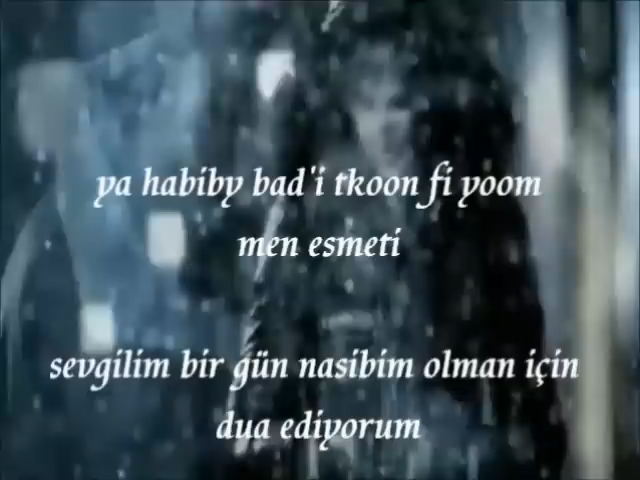 ya habiby bad'i tkoon fi yoom
men esmeti
sevgilim bir gün nasibim olman için
dua ediyorum